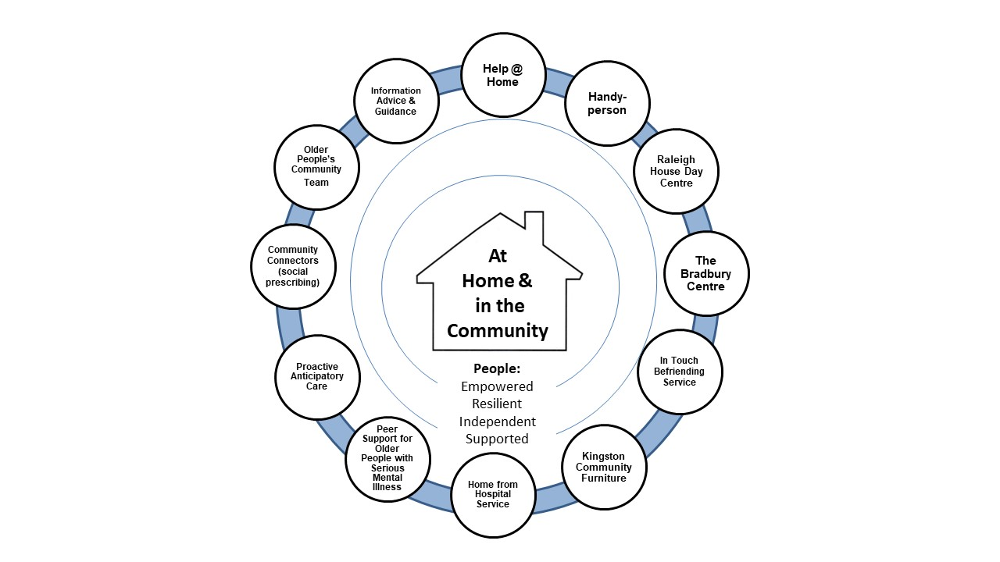 Help @
Home
Handy-
person
Raleigh
House Day
Centre
The
Bradbury
Centre
In Touch
Befriending
Service
Kingston
Community
Furniture
Home from
Hospital
Service
Peer
Support for
Older
People with
Serious
Mental
Illness
Proactive
Anticipatory
Care
Community
Connectors
(social
prescribing)
Older
People's
Community
Team
Information
Advice &
Guidance
At
Home &
in the
Community
People:
Empowered
Resilient
Independent
Supported